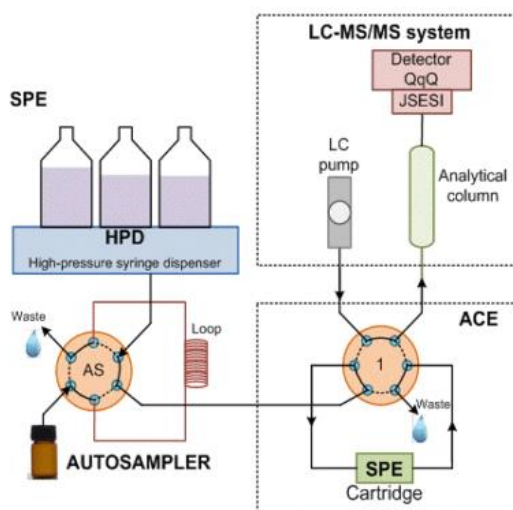 LC-MS/MS system
Detector
QqQ
JSESI
SPE
LC
pump
Analytical
column
HPD
High-pressure syringe dispenser
Waste
Loop
AS
AUTOSAMPLER
ACE
1
Waste
SPE
Cartridge